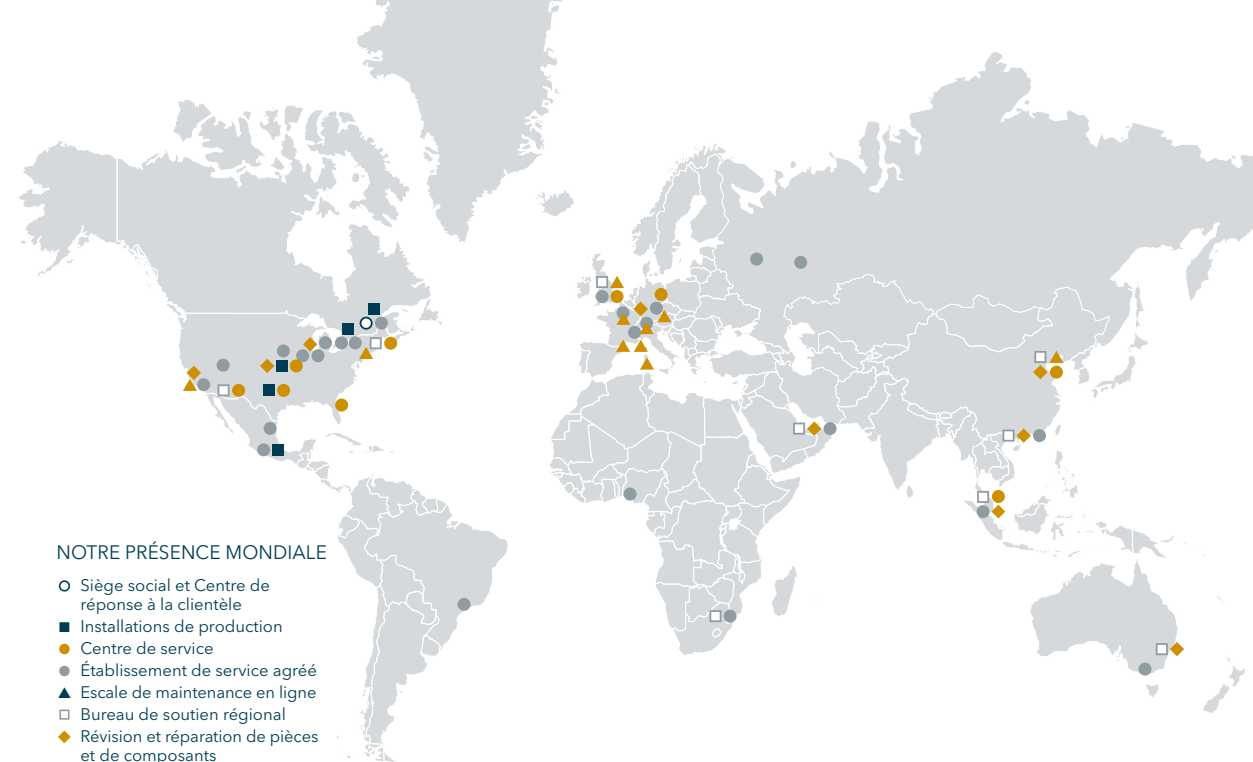 NOTRE PRÉSENCE MONDIALE
Siège social et Centre de
réponse à la clientèle
Installations de production
Centre de service
Établissement de service agréé
Escale de maintenance en ligne
Bureau de soutien régional
Révision et réparation de pièces
et de composants